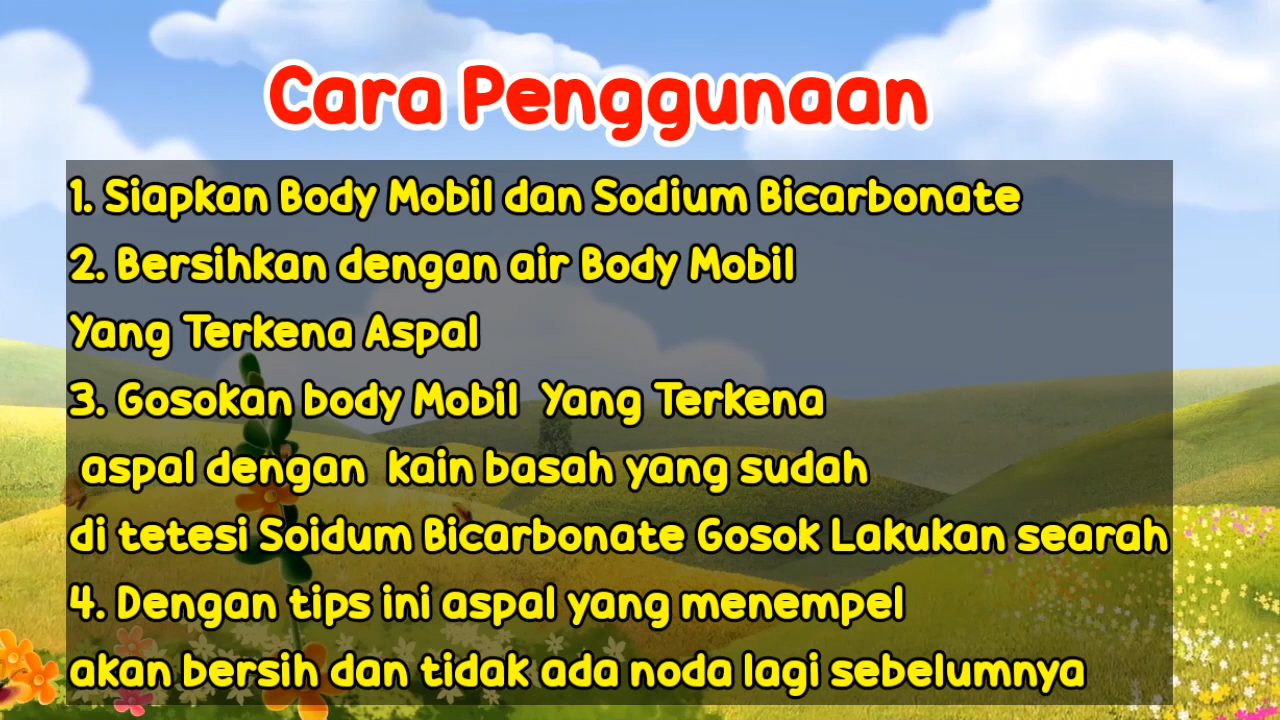 Cara Penggunaan
1. Siapkan Body Mobil dan Sodium Bicarbonate
2. Bersihkan dengan air Body Mobil
Yang Terkena Aspal
3. Gosokan body Mobil Yang Terkena
aspal dengan kain basah yang sudah
di tetesi Soidum Bicarbonate Gosok Lakukan searah
4. Dengan tips ini aspal yang menempel
akan bersih dan tidak ada noda lagi sebelumnya